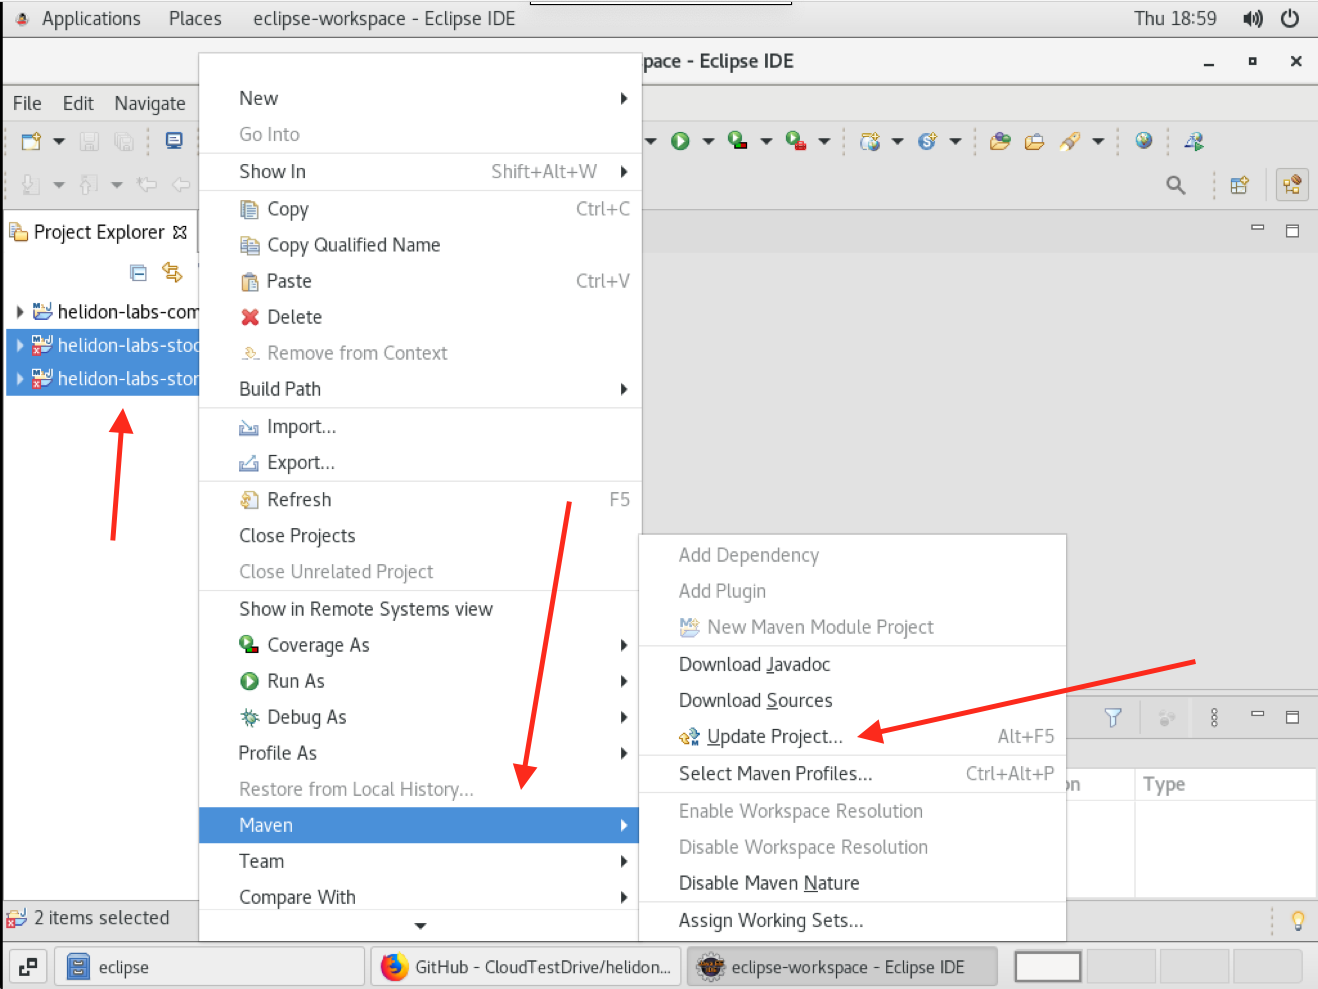 Applications Places eclipse-workspace - Eclipse IDE Thu 18:59
pace - Eclipse IDE
File Edit Navigate
Project Explorer
helidon-labs-com
helidon-labs-stoc
helidon-labs-stor
New
Go Into
Show In Shift+Alt+W
Copy Ctrl+C
Copy Qualified Name
Paste Ctrl+V
Delete
Remove from Context
Build Path
Import...
Export...
Refresh F5
Close Projects
Close Unrelated Project
Show in Remote Systems view
Coverage As
Run As
Debug As
Profile As
Restore from Local History...
Maven
Team
Compare With
Add Dependency
Add Plugin
New Maven Module Project
Download Javadoc
Download Sources
Update Project... Alt+F5
Select Maven Profiles... Ctrl+Alt+P
Enable Workspace Resolution
Disable Workspace Resolution
Disable Maven Nature
Assign Working Sets...
on Type
2 items selected
eclipse GitHub - CloudTestDrive/helidon... eclipse-workspace - Eclipse IDE